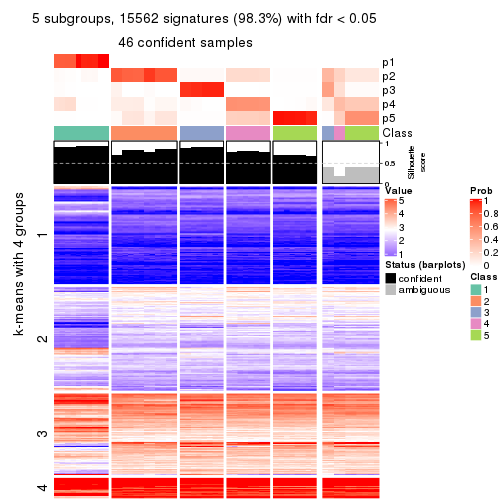 5 subgroups, 15562 signatures (98.3%) with fdr < 0.05
46 confident samples
p1
p2
p3
p4
p5
Class
1
0.5
0
Silhouette
score
k-means with 4 groups
1
2
3
4
Value
5
4
3
2
1
Status (barplots)
confident
ambiguous
Prob
1
0.8
0.6
0.4
0.2
0
Class
1
2
3
4
5